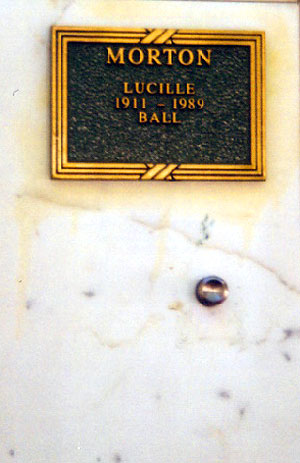 MORTON
LUCILLE
1911 - 1989
BALL